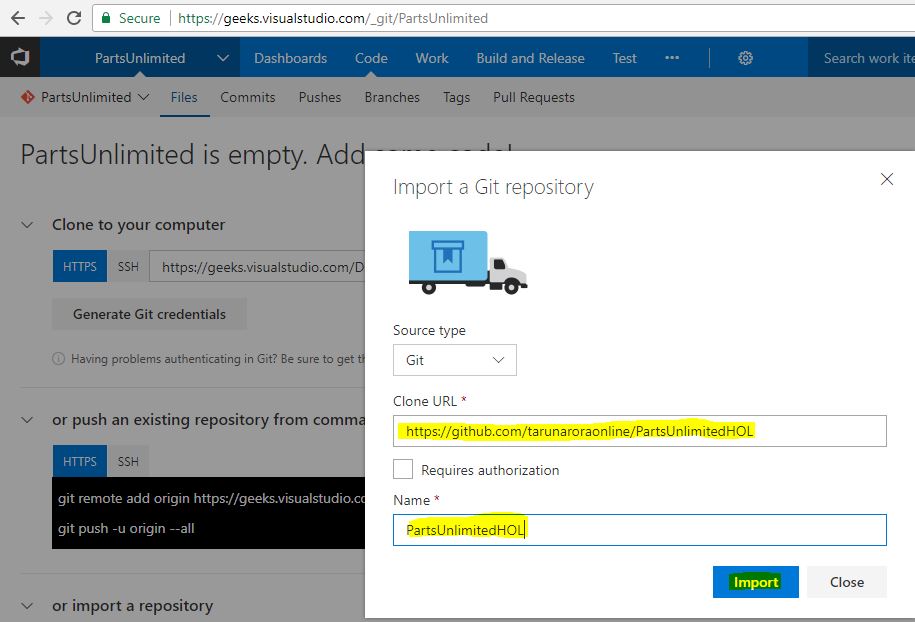 Secure https://geeks.visualstudio.com/_git/PartsUnlimited
PartsUnlimited Dashboards Code Work Build and Release Test ••• Search work
PartsUnlimited Files Commits Pushes Branches Tags Pull Requests
PartsUnlimited is empty. Add some code!
Clone to your computer
HTTPS SSH https://geeks.visualstudio.com/D
Generate Git credentials
Having problems authenticating in Git? Be sure to get
or push an existing repository from comma
HTTPS SSH
git remote add origin https://geeks.visualstudio.co
git push -u origin --all
or import a repository
Import a Git repository
Source type
Git
Clone URL *
https://github.com/tarunaroraonline/PartsUnlimitedHOL
Requires authorization
Name *
PartsUnlimitedHOL
Import Close